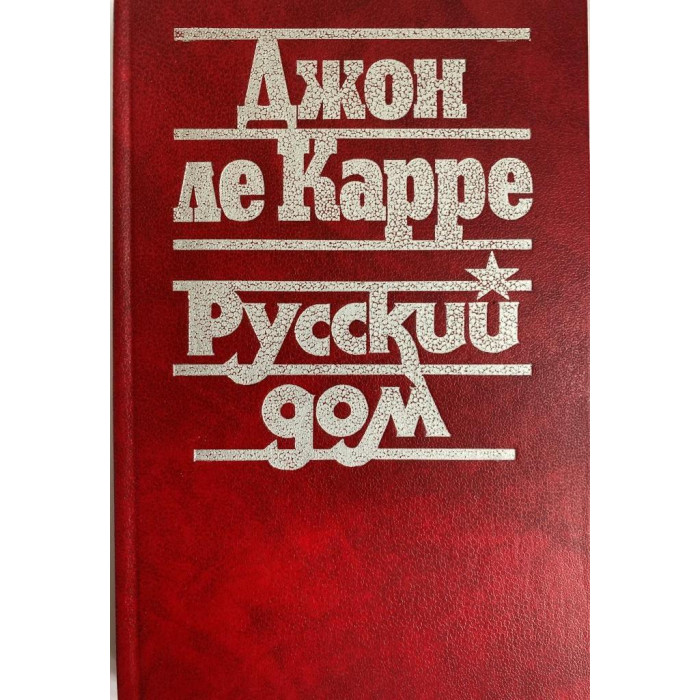 Джон
ле Карре
Русский
дом